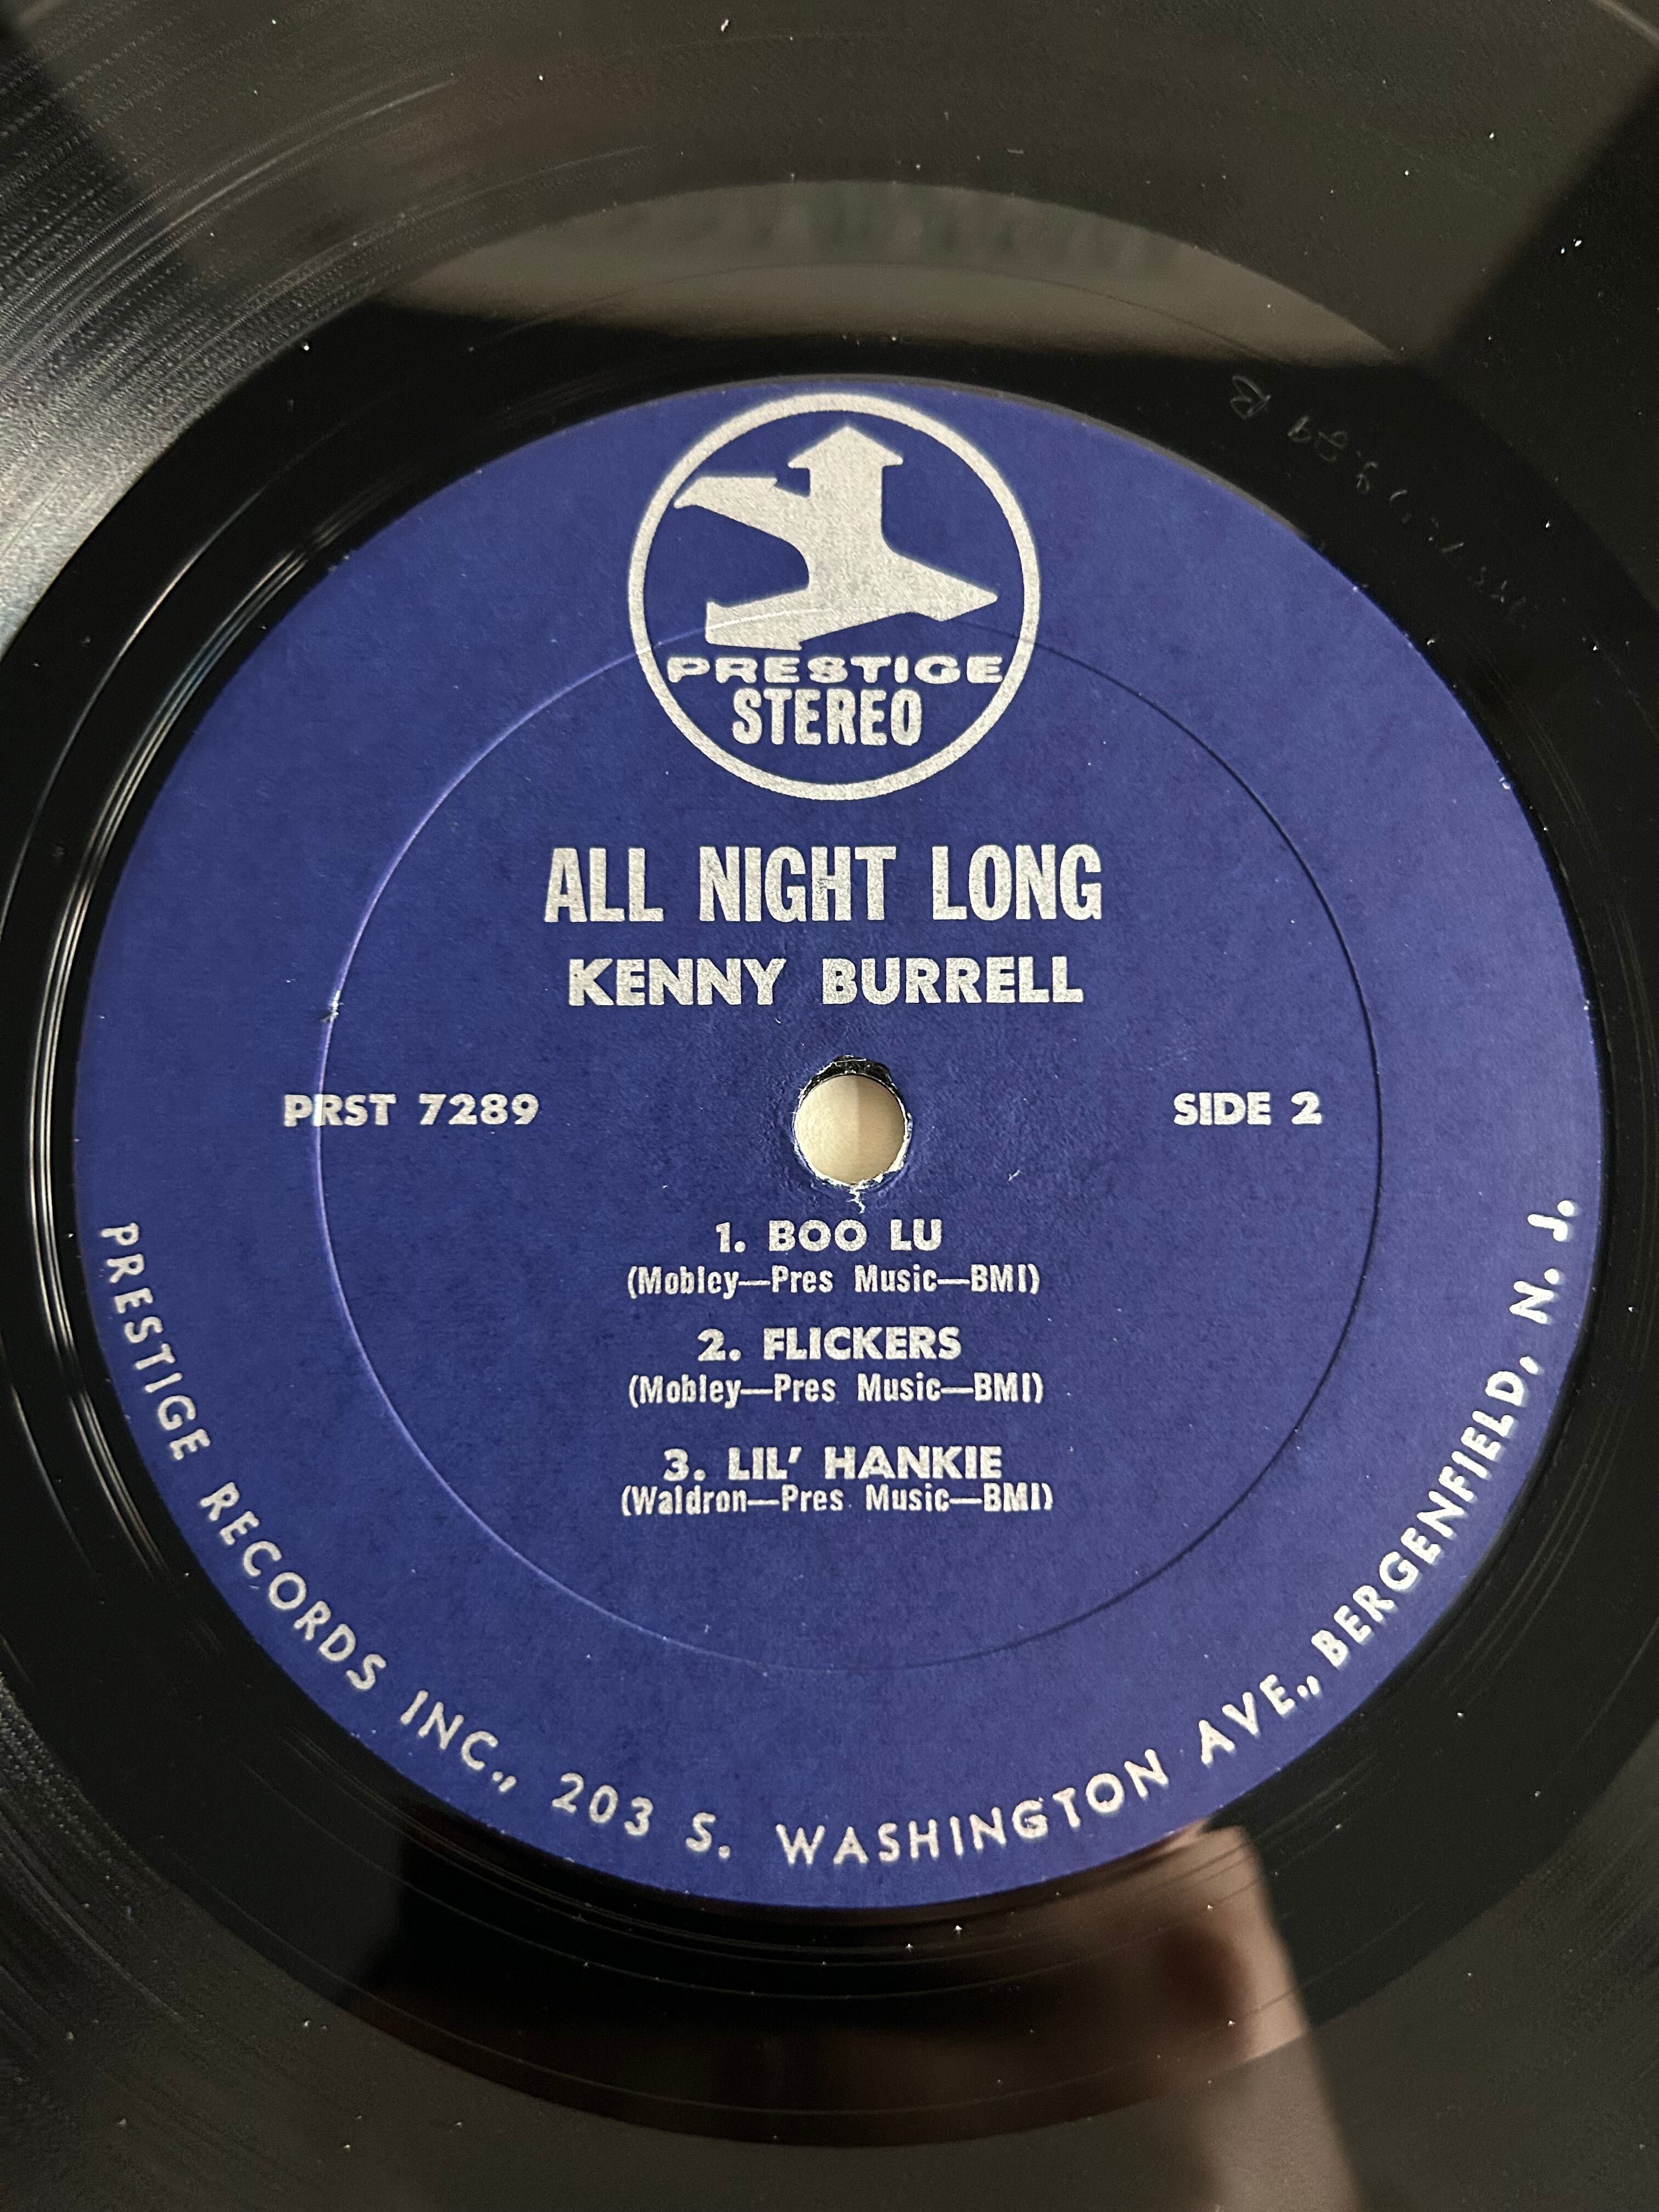 PRESTIGE
STEREO
ALL NIGHT LONG
KENNY BURRELL
PRST 7289
SIDE 2
1. BOO LU
(Mobley—Pres Music—BMI)
2. FLICKERS
(Mobley—Pres Music—BMI)
3. LIL' HANKIE
(Waldron—Pres Music—BMI)
PRESTIGE RECORDS INC., 203 S. WASHINGTON AVE., BERGENFIELD, N. J.